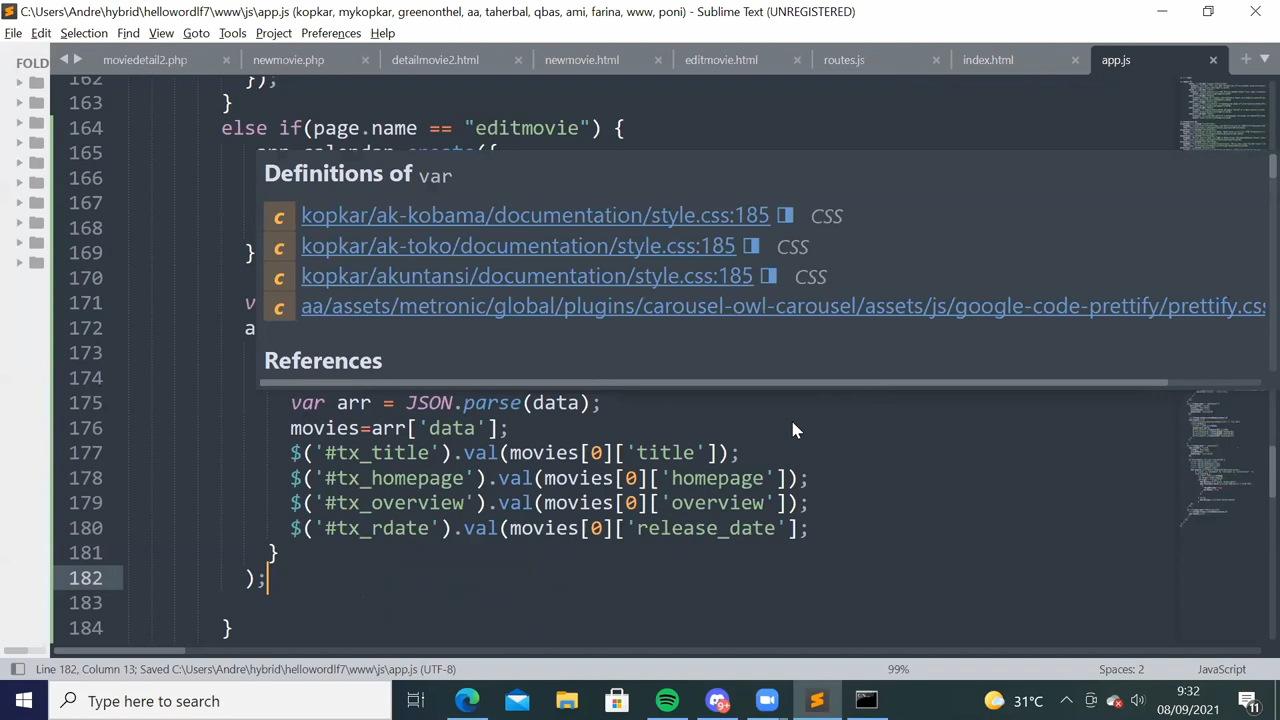 C:\Users\Andre\hybrid\hellowordlf7\www\js\app.js (kopkar, mykopkar, greenonthel, aa, taherbal, qbas, ami, farina, www, poni) - Sublime Text (UNREGISTERED)
File Edit Selection Find View Goto Tools Project Preferences Help
FOLD
moviedetail2.php newmovie.php detailmovie2.html newmovie.html editmovie.html routes.js index.html app.js
162 });
163 }
164 else if(page.name == "editmovie") {
165
166
167
168
169 }
170
171 v
172 a
173
174
Definitions of var
kopkar/ak-kobama/documentation/style.css:185 CSS
kopkar/ak-toko/documentation/style.css:185 CSS
kopkar/akuntansi/documentation/style.css:185 CSS
aa/assets/metronic/global/plugins/carousel-owl-carousel/assets/js/google-code-prettify/prettify.css
References
175 var arr = JSON.parse(data);
176 movies=arr['data'];
177 $('#tx_title').val(movies[0]['title']);
178 $('#tx_homepage').val(movies[0]['homepage']);
179 $('#tx_overview').val(movies[0]['overview']);
180 $('#tx_rdate').val(movies[0]['release_date'];
181 }
182 );
183
184 }
Line 182, Column 13; Saved C:\Users\Andre\hybrid\hellowordlf7\www\js\app.js (UTF-8) 99% Spaces: 2 JavaScript
Type here to search 9+ 31°C 9:32
08/09/2021 11